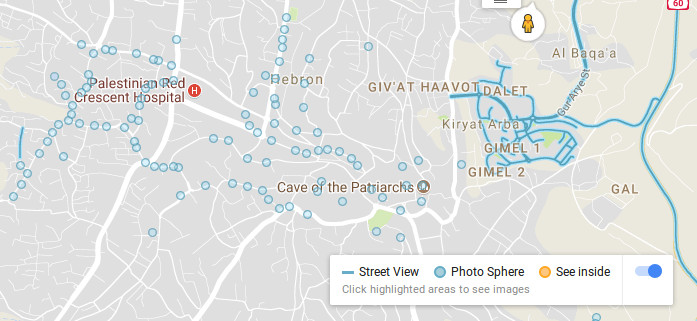 60
Al Baqa'a
Hebron
Palestinian Red
Crescent Hospital
H
GIV'AT HAAVOT
DALET
Gur Arye St
Kiryat Arba
GIMEL 1
GIMEL 2
Cave of the Patriarchs
GAL
Street View
Photo Sphere
See inside
Click highlighted areas to see images